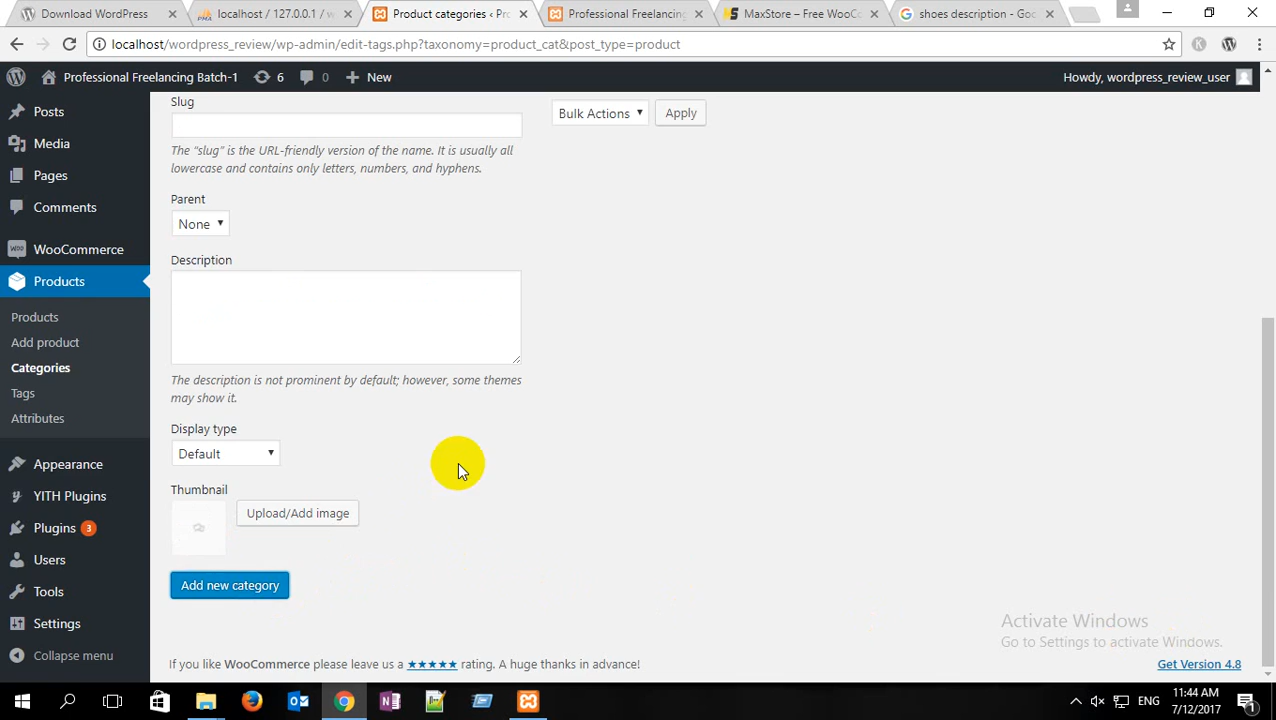 Download WordPress
localhost / 127.0.0.1 / w
Product categories ‹ Pro
Professional Freelancing
MaxStore – Free WooCo
shoes description - Goo
localhost/wordpress_review/wp-admin/edit-tags.php?taxonomy=product_cat&post_type=product
Professional Freelancing Batch-1
6
0
New
Howdy, wordpress_review_user
Posts
Media
Pages
Comments
WooCommerce
Products
Products
Add product
Categories
Tags
Attributes
Appearance
YITH Plugins
Plugins 3
Users
Tools
Settings
Collapse menu
Slug
The "slug" is the URL-friendly version of the name. It is usually all
lowercase and contains only letters, numbers, and hyphens.
Parent
None
Description
The description is not prominent by default; however, some themes
may show it.
Display type
Default
Thumbnail
Upload/Add image
Add new category
Bulk Actions
Apply
Activate Windows
Go to Settings to activate Windows.
If you like WooCommerce please leave us a ★★★★★ rating. A huge thanks in advance!
Get Version 4.8
ENG
11:44 AM
7/12/2017
1